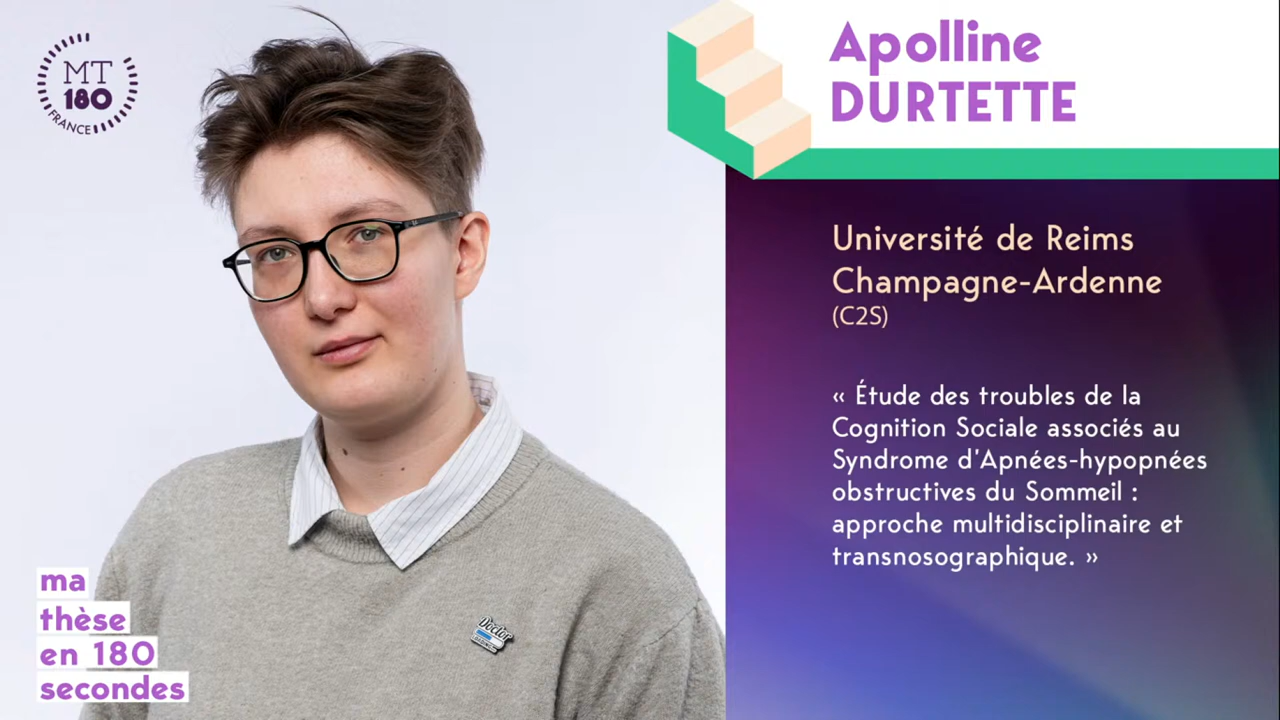 MT
180
FRANCE
Apolline
DURTETTE
Université de Reims
Champagne-Ardenne
(C2S)
« Étude des troubles de la
Cognition Sociale associés au
Syndrome d'Apnées-hypopnées
obstructives du Sommeil :
approche multidisciplinaire et
transnosographique. »
Doctor
ma
thèse
en 180
secondes